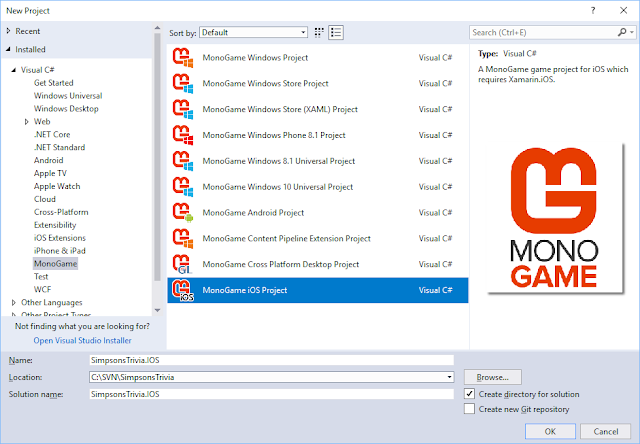 New Project
Recent
Installed
Sort by: Default
Search (Ctrl+E)
Visual C#
Get Started
Windows Universal
Windows Desktop
Web
.NET Core
.NET Standard
Android
Apple TV
Apple Watch
Cloud
Cross-Platform
Extensibility
iOS Extensions
iPhone & iPad
MonoGame
Test
WCF
Other Languages
Other Project Types
Not finding what you are looking for?
Open Visual Studio Installer
MonoGame Windows Project Visual C#
MonoGame Windows Store Project Visual C#
MonoGame Windows Store (XAML) Project Visual C#
MonoGame Windows Phone 8.1 Project Visual C#
MonoGame Windows 8.1 Universal Project Visual C#
MonoGame Windows 10 Universal Project Visual C#
MonoGame Android Project Visual C#
MonoGame Content Pipeline Extension Project Visual C#
GL MonoGame Cross Platform Desktop Project Visual C#
iOS MonoGame iOS Project Visual C#
Type: Visual C#
A MonoGame game project for iOS which
requires Xamarin.iOS.
MONO
GAME
Name: SimpsonsTrivia.IOS
Location: C:\SVN\SimpsonsTrivia
Browse...
Solution name: SimpsonsTrivia.IOS
Create directory for solution
Create new Git repository
OK Cancel